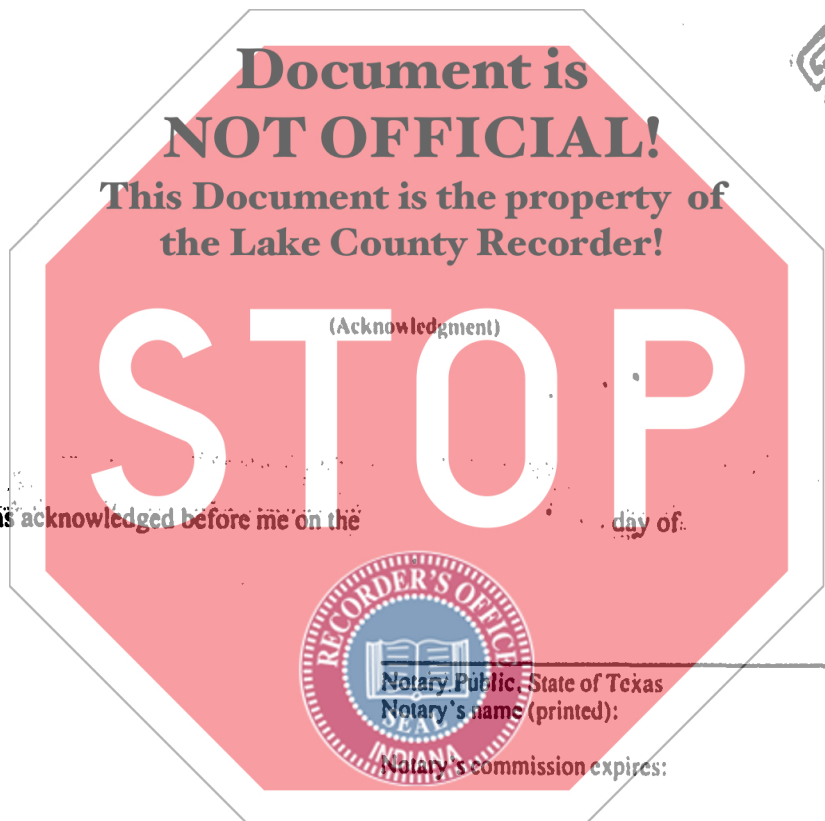 Document is
NOT OFFICIAL!
This Document is the property of
the Lake County Recorder!
(Acknowledgment)
STOP
acknowledged before me on the day of
RECORDER'S OFFICE
SEAL
INDIANA
Notary Public, State of Texas
Notary's name (printed):
Notary's commission expires: